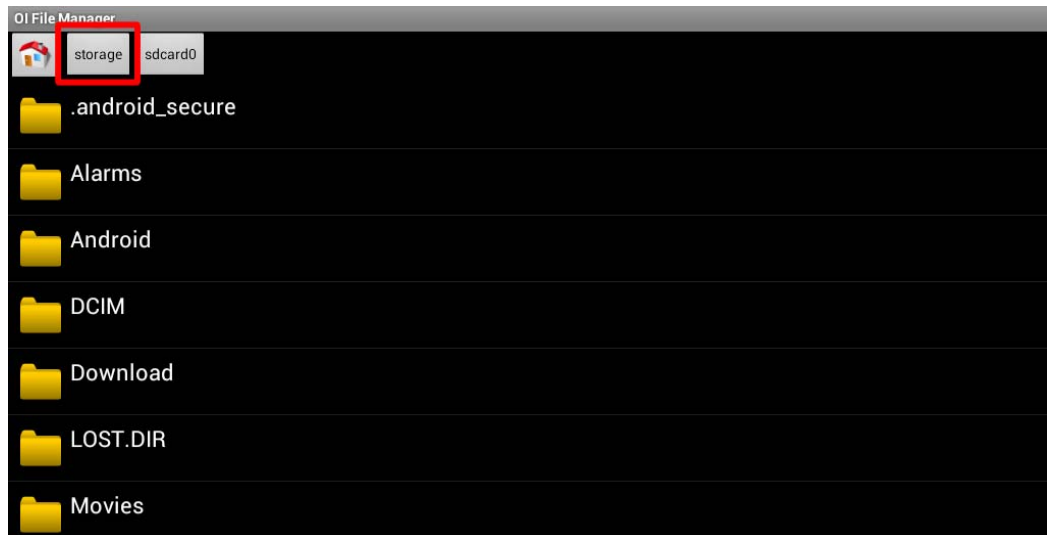 OI File Manager
storage sdcard0
.android_secure
Alarms
Android
DCIM
Download
LOST.DIR
Movies